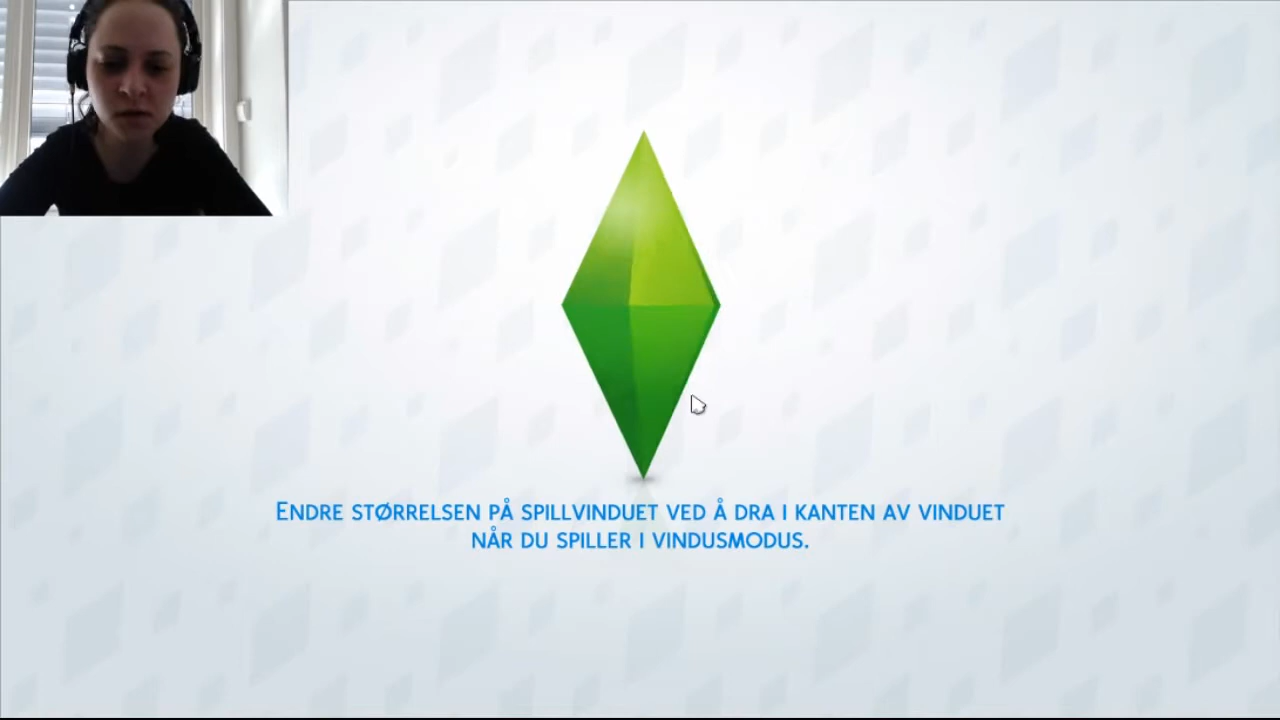 Endre størrelsen på spillvinduet ved å dra i kanten av vinduet
når du spiller i vindusmodus.